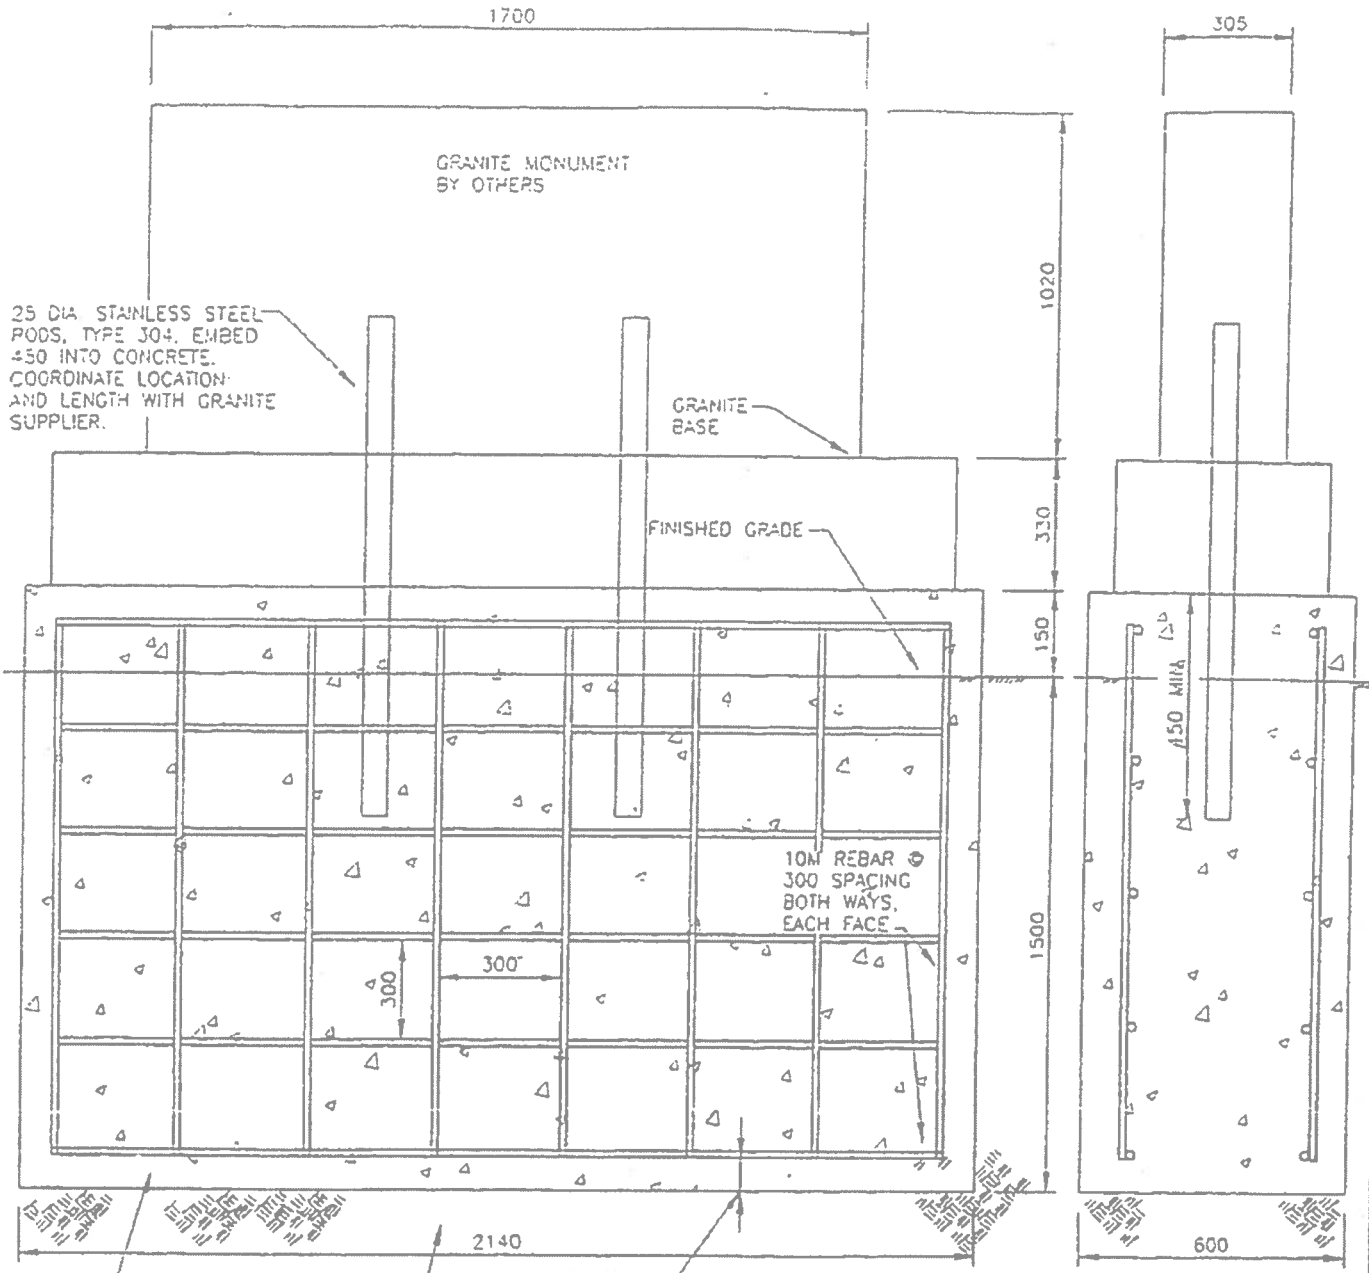 1700
305
GRANITE MONUMENT
BY OTHERS
1020
25 DIA. STAINLESS STEEL
RODS, TYPE 304. EMBED
450 INTO CONCRETE.
COORDINATE LOCATION
AND LENGTH WITH GRANITE
SUPPLIER.
GRANITE
BASE
330
FINISHED GRADE
150
450 MIN.
10M REBAR @
300 SPACING
BOTH WAYS,
EACH FACE
1500
300
300
2140
600